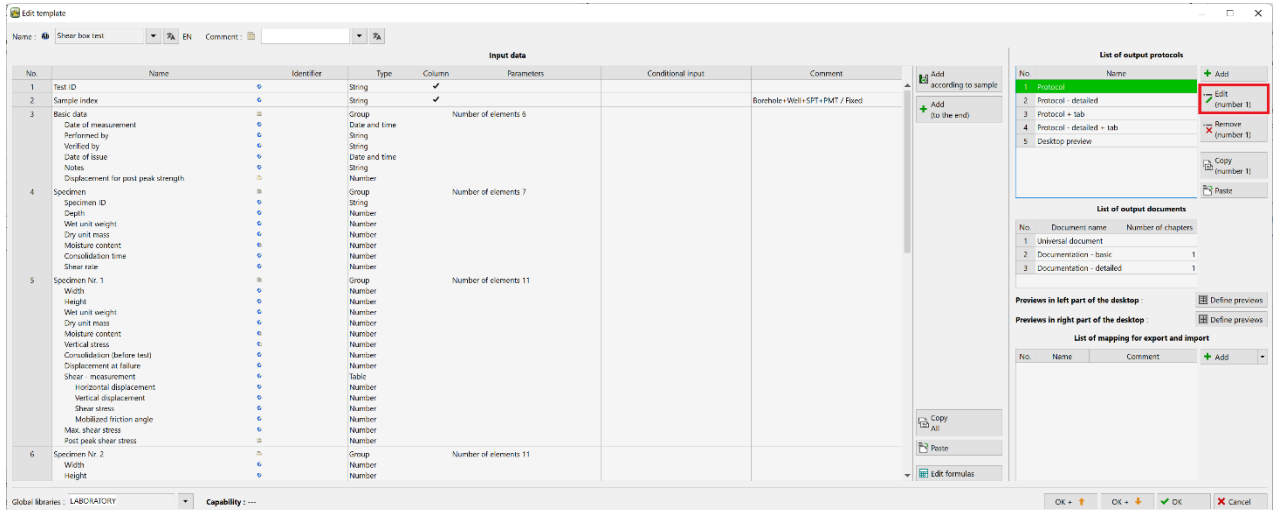 Edit template
Name : Shear box test EN Comment :
Input data
No. Name Identifier Type Column Parameters Conditional input Comment
1 Test ID String ✔
2 Sample index String ✔ Borehole+Well+SPT+PMT / Fixed
3 Basic data Group Number of elements 6
Date of measurement Date and time
Performed by String
Verified by String
Date of issue Date and time
Notes String
Displacement for post peak strength Number
4 Specimen Group Number of elements 7
Specimen ID String
Depth Number
Wet unit weight Number
Dry unit mass Number
Moisture content Number
Consolidation time Number
Shear rate Number
5 Specimen Nr. 1 Group Number of elements 11
Width Number
Height Number
Wet unit weight Number
Dry unit mass Number
Moisture content Number
Vertical stress Number
Consolidation (before test) Number
Displacement at failure Number
Shear - measurement Table
Horizontal displacement Number
Vertical displacement Number
Shear stress Number
Mobilized friction angle Number
Max. shear stress Number
Post peak shear stress Number
6 Specimen Nr. 2 Group Number of elements 11
Width Number
Height Number
Add
according to sample
Add
(to the end)
Copy
All
Paste
Edit formulas
List of output protocols
No. Name
1 Protocol
2 Protocol - detailed
3 Protocol + tab
4 Protocol - detailed + tab
5 Desktop preview
Add
Edit
(number 1)
Remove
(number 1)
Copy
(number 1)
Paste
List of output documents
No. Document name Number of chapters
1 Universal document
2 Documentation - basic 1
3 Documentation - detailed 1
Previews in left part of the desktop : Define previews
Previews in right part of the desktop : Define previews
List of mapping for export and import
No. Name Comment Add
Global libraries : LABORATORY Capability : ---
OK + OK + OK Cancel